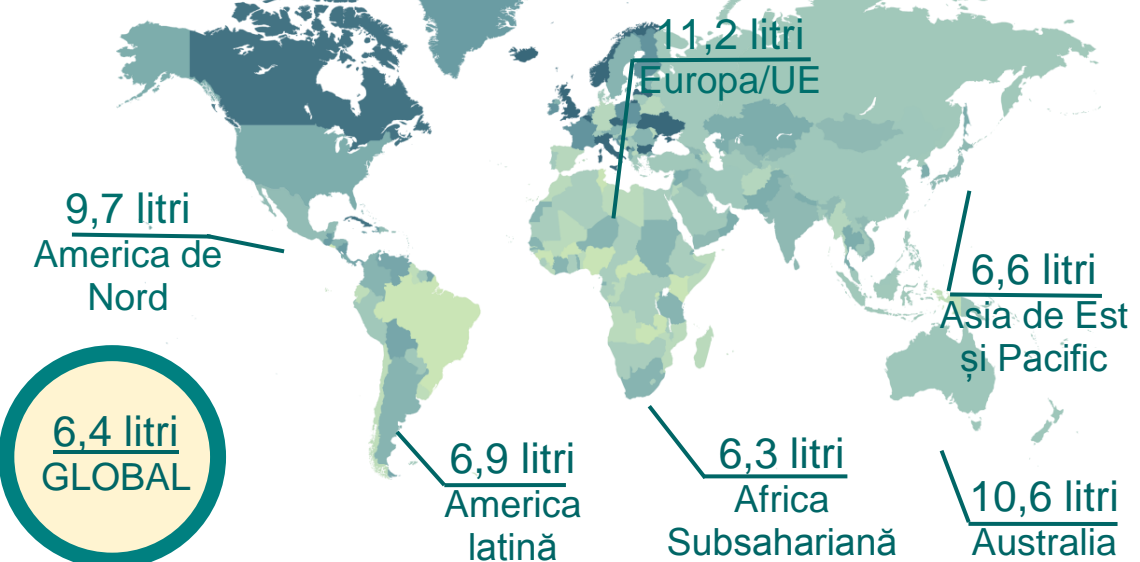 11,2 litri
Europa/UE
9,7 litri
America de
Nord
6,6 litri
Asia de Est
și Pacific
6,4 litri
GLOBAL
6,9 litri
America
latină
6,3 litri
Africa
Subsahariană
10,6 litri
Australia